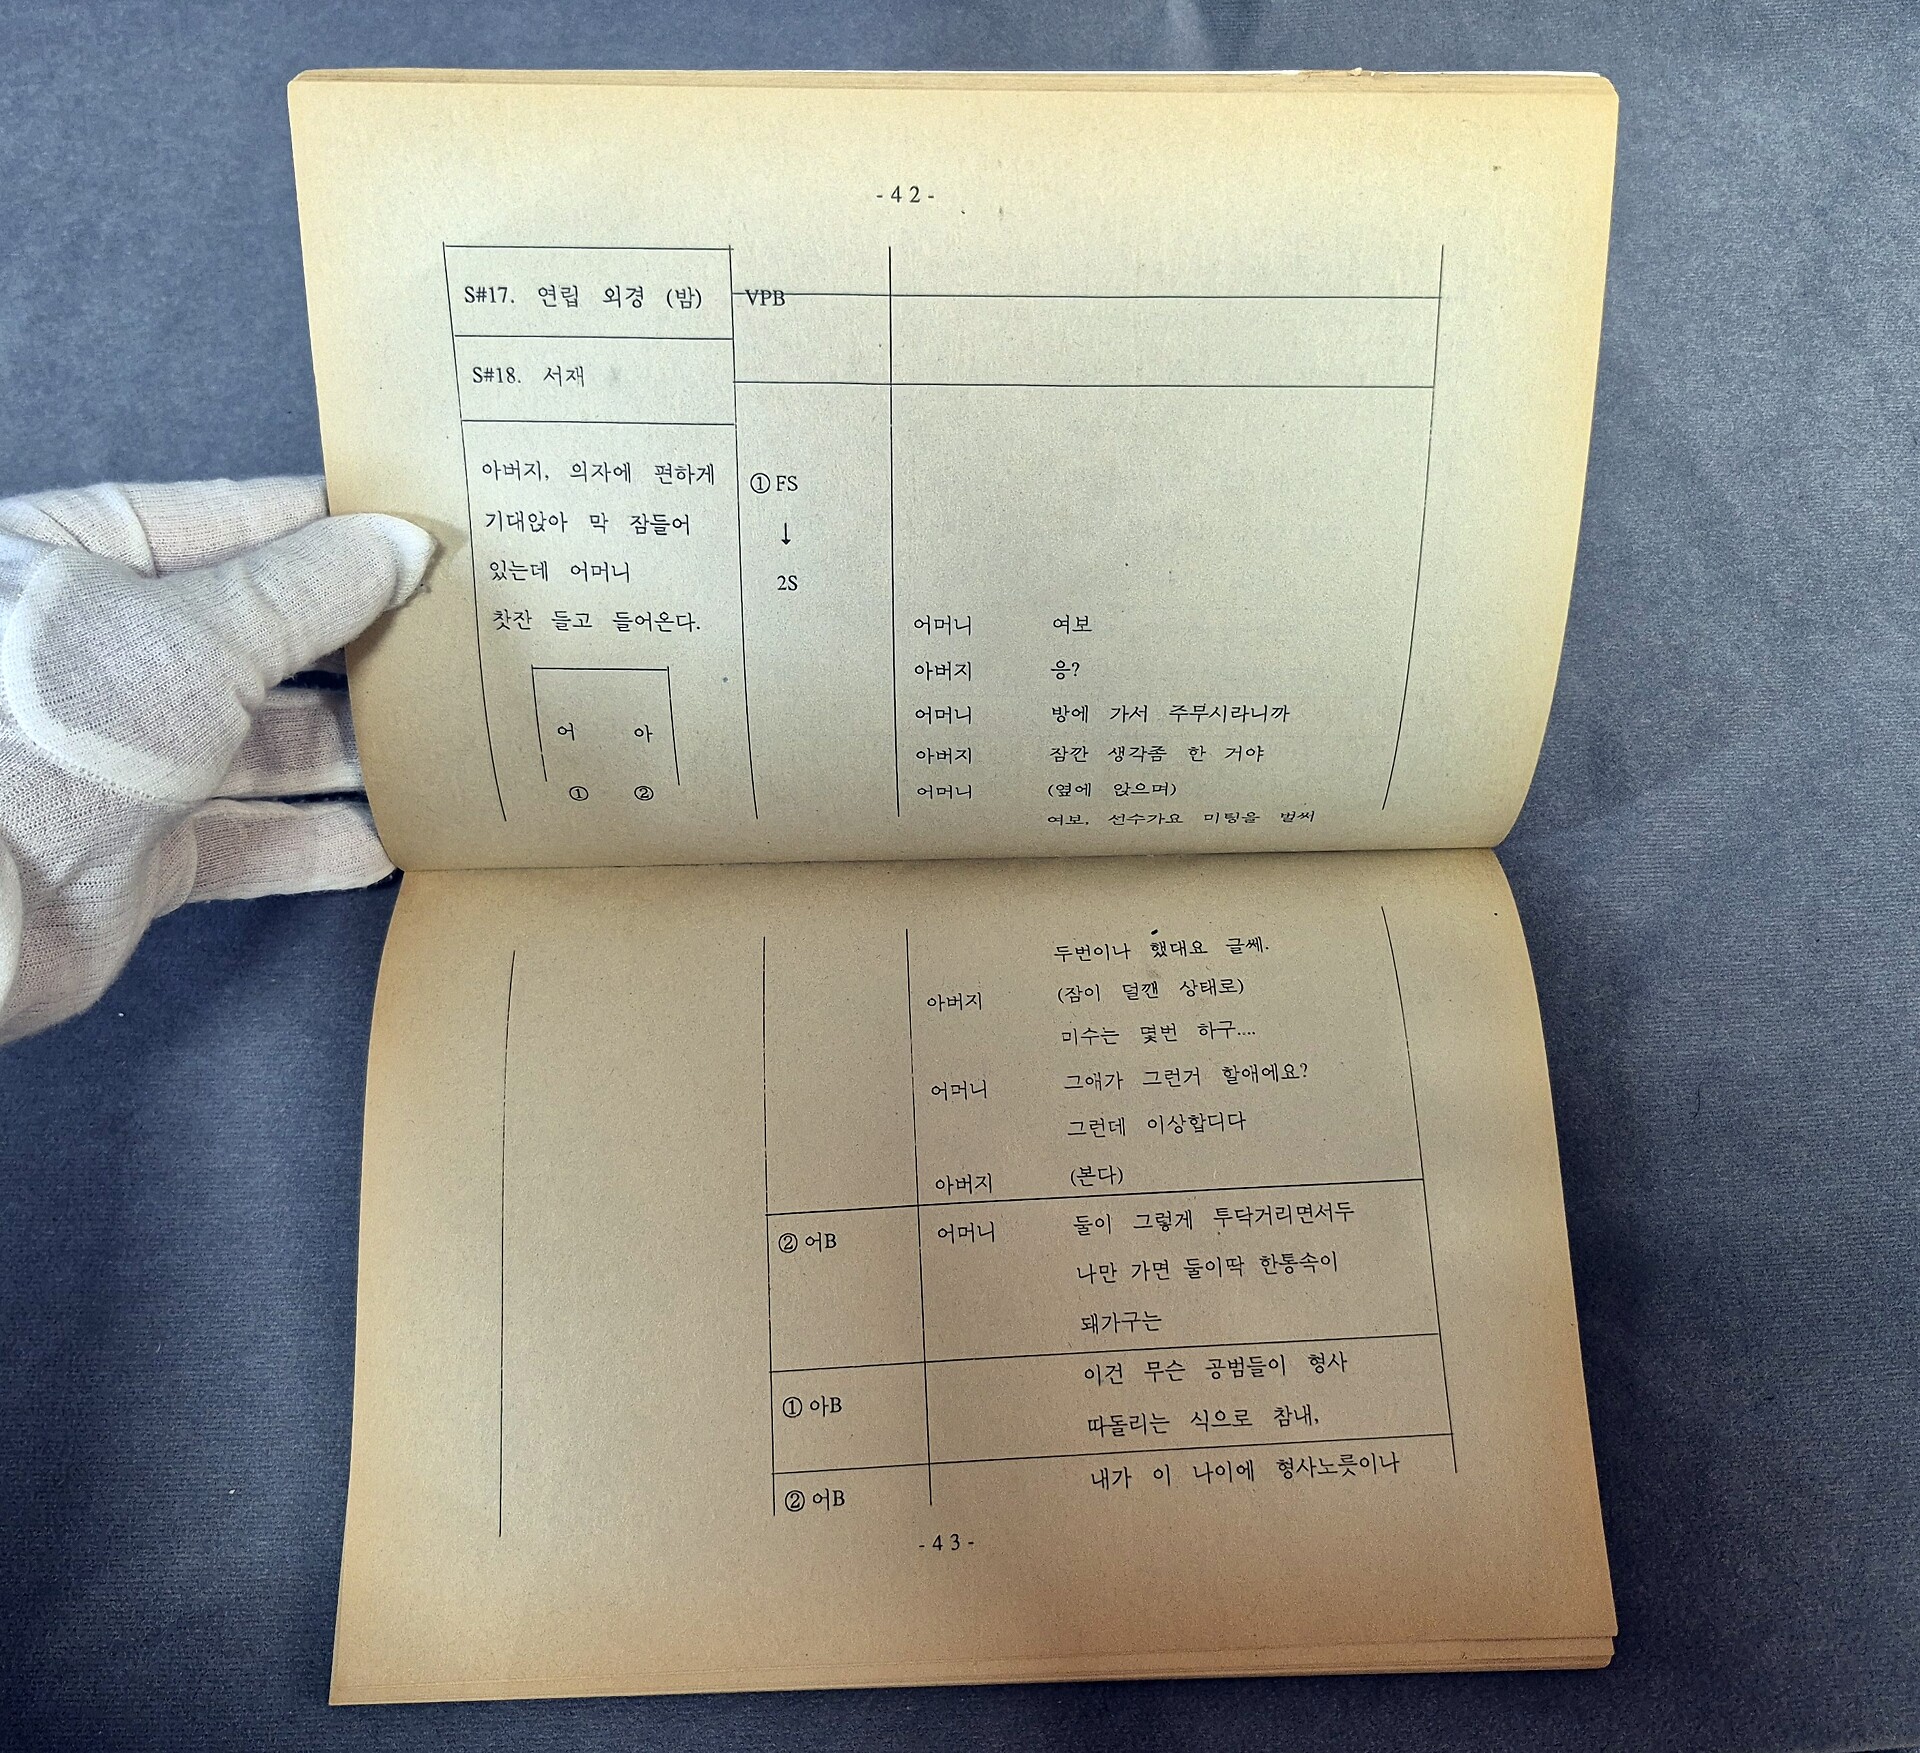 - 4 2 -
S#17. 연립 외경 (밤)
VPB
S#18. 서재
아버지, 의자에 편하게
기대앉아 막 잠들어
있는데 어머니
찻잔 들고 들어온다.
어 아
① ②
① FS
↓
2S
어머니 여보
아버지 응?
어머니 방에 가서 주무시라니까
아버지 잠깐 생각좀 한 거야
어머니 (옆에 앉으며)
여보, 선수가요 미팅을 벌써
두번이나 했대요 글쎄.
아버지 (잠이 덜깬 상태로)
미수는 몇번 하구....
어머니 그애가 그런거 할애에요?
그런데 이상합디다
아버지 (본다)
② 어B 어머니 둘이 그렇게 투닥거리면서두
나만 가면 둘이딱 한통속이
돼가구는
① 아B 이건 무슨 공범들이 형사
따돌리는 식으로 참내,
② 어B 내가 이 나이에 형사노릇이나
- 4 3 -